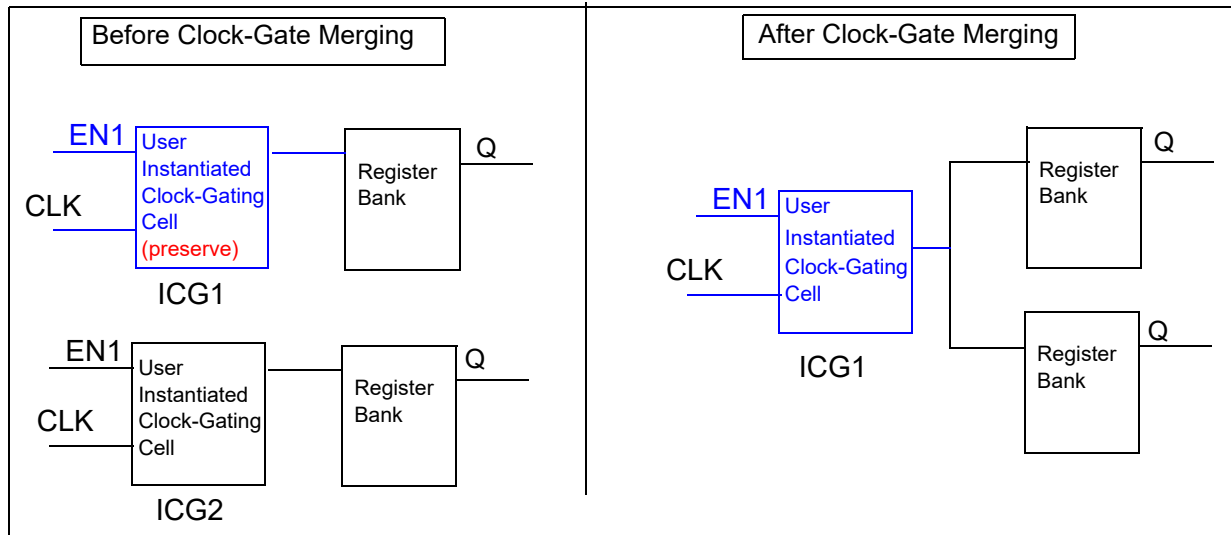 Before Clock-Gate Merging
EN1
CLK
User
Instantiated
Clock-Gating
Cell
(preserve)
ICG1
Register
Bank
Q
EN1
CLK
User
Instantiated
Clock-Gating
Cell
ICG2
Register
Bank
Q
After Clock-Gate Merging
EN1
CLK
User
Instantiated
Clock-Gating
Cell
ICG1
Register
Bank
Q
Register
Bank
Q